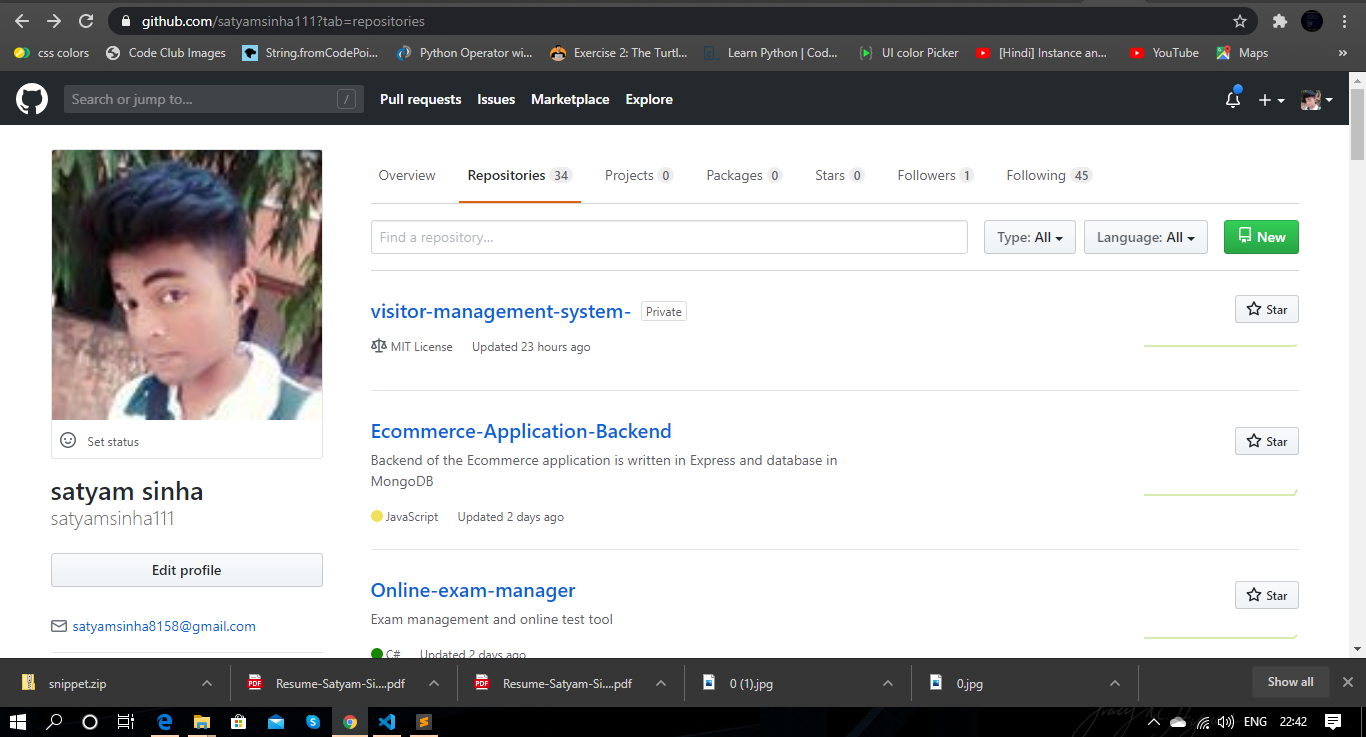 github.com/satyamsinha111?tab=repositories
css colors Code Club Images String.fromCodePoi... Python Operator wi... Exercise 2: The Turtl... Learn Python | Cod... UI color Picker [Hindi] Instance an... YouTube Maps »
Search or jump to... / Pull requests Issues Marketplace Explore
Overview Repositories 34 Projects 0 Packages 0 Stars 0 Followers 1 Following 45
Find a repository... Type: All Language: All New
visitor-management-system- Private Star
MIT License Updated 23 hours ago
Ecommerce-Application-Backend Star
Backend of the Ecommerce application is written in Express and database in
MongoDB
JavaScript Updated 2 days ago
Online-exam-manager Star
Exam management and online test tool
C# Updated 2 days ago
Set status
satyam sinha
satyamsinha111
Edit profile
satyamsinha8158@gmail.com
snippet.zip Resume-Satyam-Si....pdf Resume-Satyam-Si....pdf 0 (1).jpg 0.jpg Show all
ENG 22:42